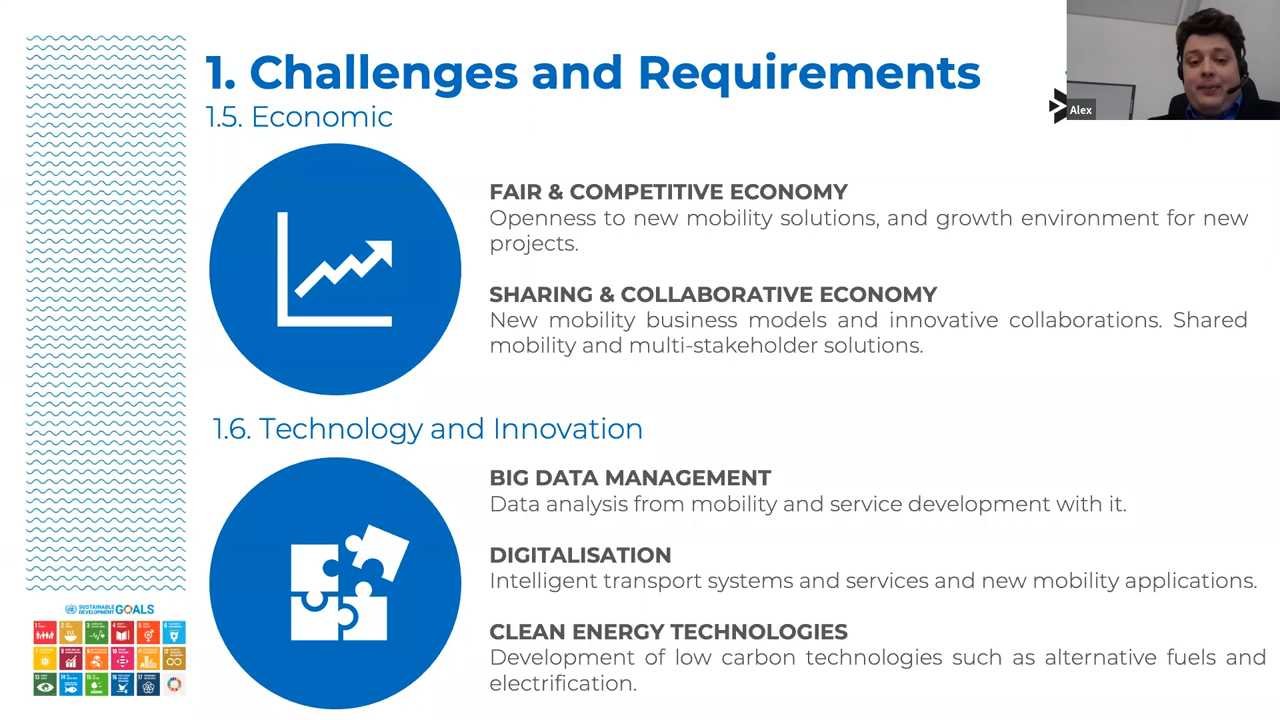 1. Challenges and Requirements
1.5. Economic
Alex
FAIR & COMPETITIVE ECONOMY
Openness to new mobility solutions, and growth environment for new
projects.
SHARING & COLLABORATIVE ECONOMY
New mobility business models and innovative collaborations. Shared
mobility and multi-stakeholder solutions.
1.6. Technology and Innovation
BIG DATA MANAGEMENT
Data analysis from mobility and service development with it.
DIGITALISATION
Intelligent transport systems and services and new mobility applications.
CLEAN ENERGY TECHNOLOGIES
Development of low carbon technologies such as alternative fuels and
electrification.
SUSTAINABLE
DEVELOPMENT GOALS